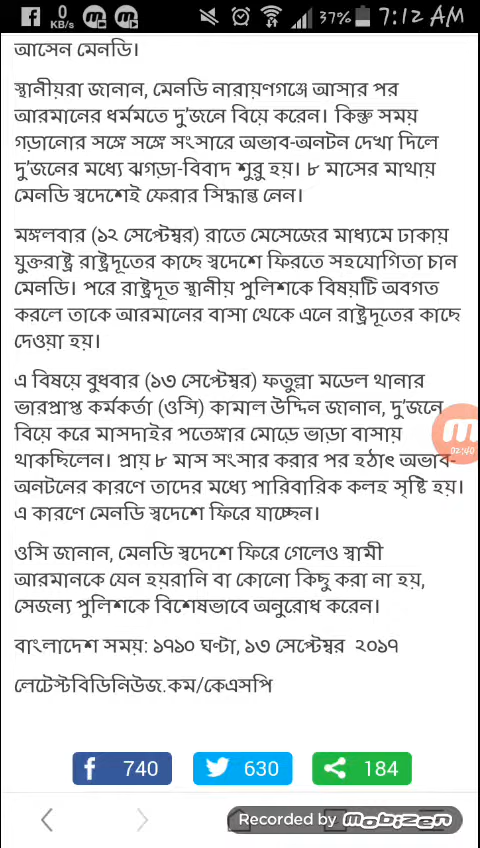 0
KB/s
37%
7:12 AM
আসেন মেনডি।
স্থানীয়রা জানান, মেনডি নারায়ণগঞ্জে আসার পর
আরমানের ধর্মমতে দু'জনে বিয়ে করেন। কিন্তু সময়
গড়ানোর সঙ্গে সঙ্গে সংসারে অভাব-অনটন দেখা দিলে
দু'জনের মধ্যে ঝগড়া-বিবাদ শুরু হয়। ৮ মাসের মাথায়
মেনডি স্বদেশেই ফেরার সিদ্ধান্ত নেন।
মঙ্গলবার (১২ সেপ্টেম্বর) রাতে মেসেজের মাধ্যমে ঢাকায়
যুক্তরাষ্ট্র রাষ্ট্রদূতের কাছে স্বদেশে ফিরতে সহযোগিতা চান
মেনডি। পরে রাষ্ট্রদূত স্থানীয় পুলিশকে বিষয়টি অবগত
করলে তাকে আরমানের বাসা থেকে এনে রাষ্ট্রদূতের কাছে
দেওয়া হয়।
এ বিষয়ে বুধবার (১৩ সেপ্টেম্বর) ফতুল্লা মডেল থানার
ভারপ্রাপ্ত কর্মকর্তা (ওসি) কামাল উদ্দিন জানান, দু'জনে
বিয়ে করে মাসদাইর পতেঙ্গার মোড়ে ভাড়া বাসায়
থাকছিলেন। প্রায় ৮ মাস সংসার করার পর হঠাৎ অভাব-
অনটনের কারণে তাদের মধ্যে পারিবারিক কলহ সৃষ্টি হয়।
এ কারণে মেনডি স্বদেশে ফিরে যাচ্ছেন।
02:40
ওসি জানান, মেনডি স্বদেশে ফিরে গেলেও স্বামী
আরমানকে যেন হয়রানি বা কোনো কিছু করা না হয়,
সেজন্য পুলিশকে বিশেষভাবে অনুরোধ করেন।
বাংলাদেশ সময়: ১৭১০ ঘণ্টা, ১৩ সেপ্টেম্বর ২০১৭
লেটেস্টবিডিনিউজ.কম/কেএসপি
740 630 184
Recorded by mobizen